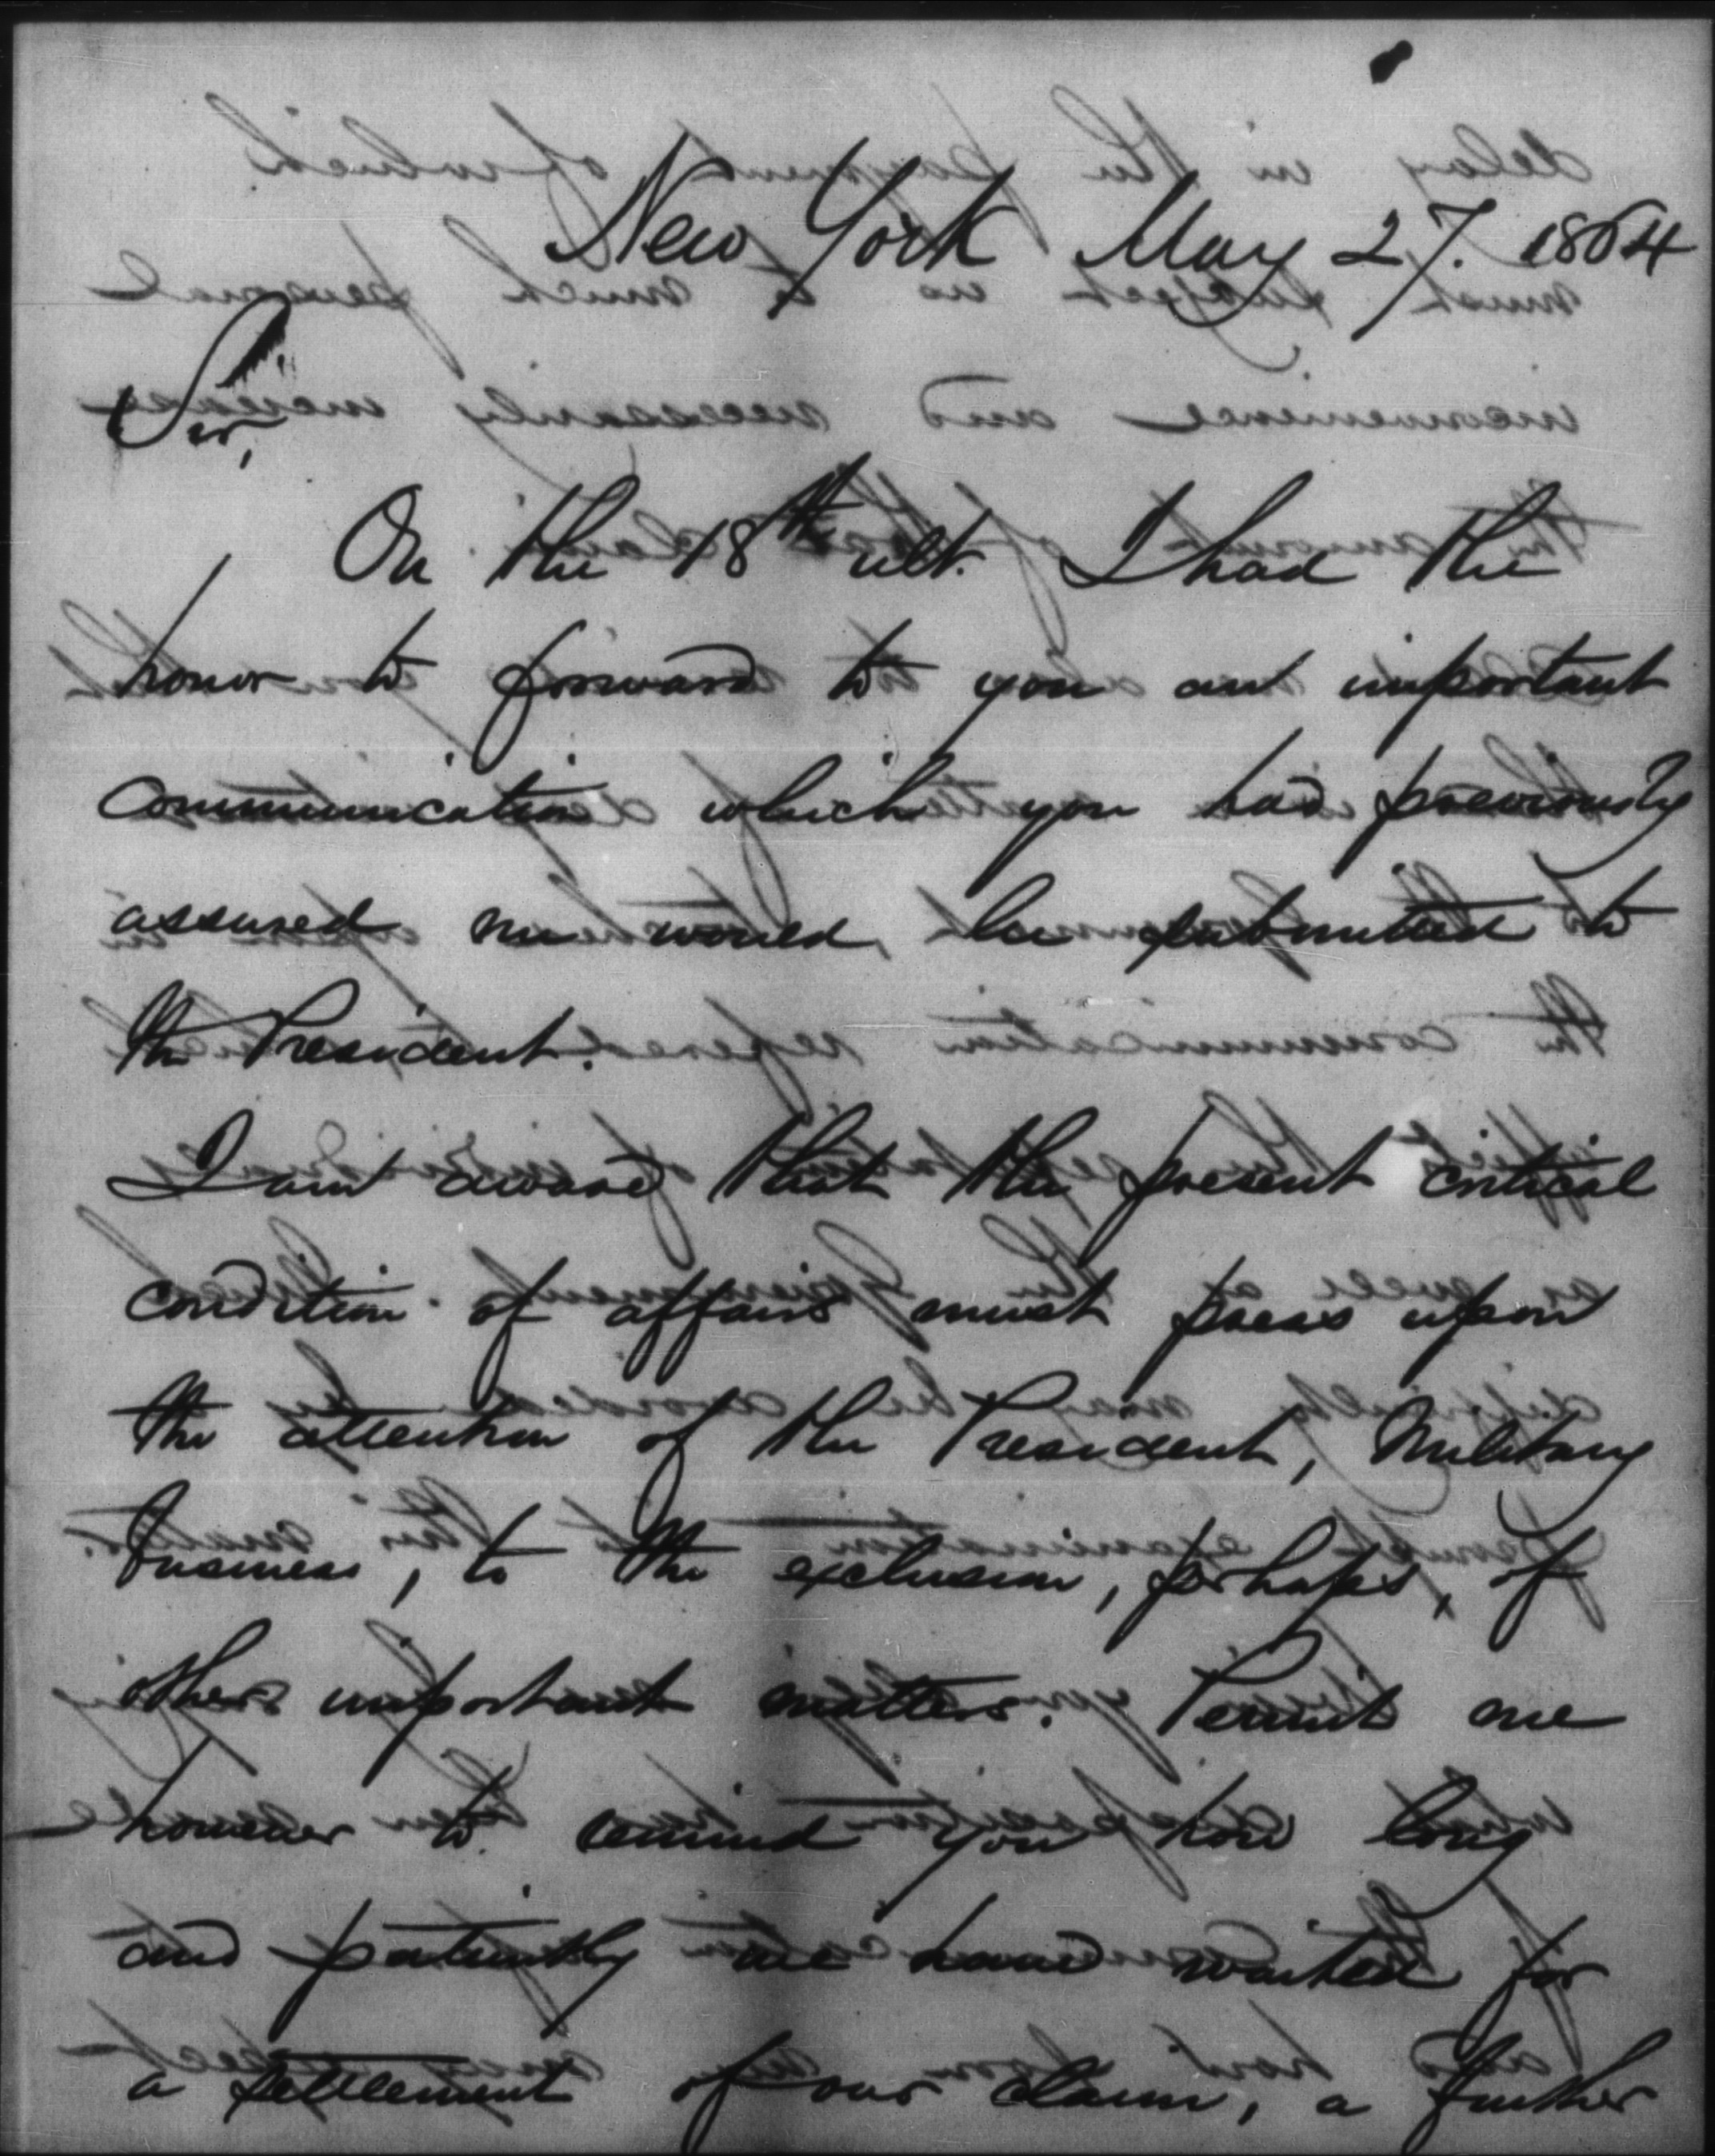 New York May 27. 1864
Sir,
On the 18th ult. I had the
honor to forward to you an important
communication which you had previously
assured me would, be submitted to
the President.
I am aware that the present critical
condition of affairs must press upon
the attention of the President, Military
business, to the exclusion, perhaps, of
others important matters. Permit me
however to remind you how long
and patiently we have waited for
a settlement of our claim, a further